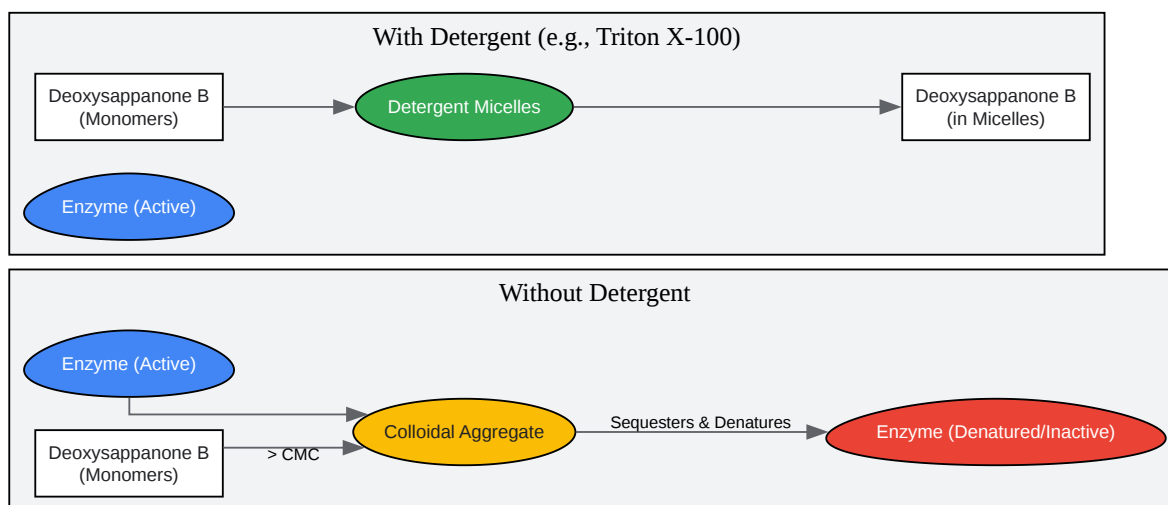 With Detergent (e.g., Triton X-100)
Deoxysappanone B
(Monomers)
Detergent Micelles
Deoxysappanone B
(in Micelles)
Enzyme (Active)
Without Detergent
Enzyme (Active)
Colloidal Aggregate
Sequesters & Denatures
Enzyme (Denatured/Inactive)
Deoxysappanone B
(Monomers)
> CMC